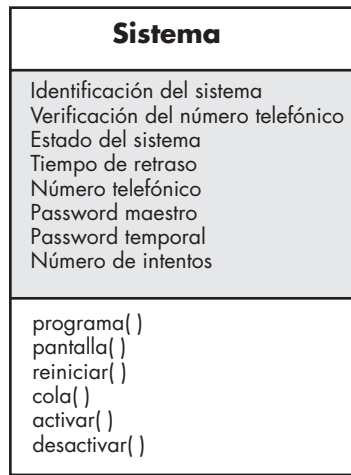 Sistema
Identificación del sistema
Verificación del número telefónico
Estado del sistema
Tiempo de retraso
Número telefónico
Password maestro
Password temporal
Número de intentos
programa( )
pantalla( )
reiniciar( )
cola( )
activar( )
desactivar( )